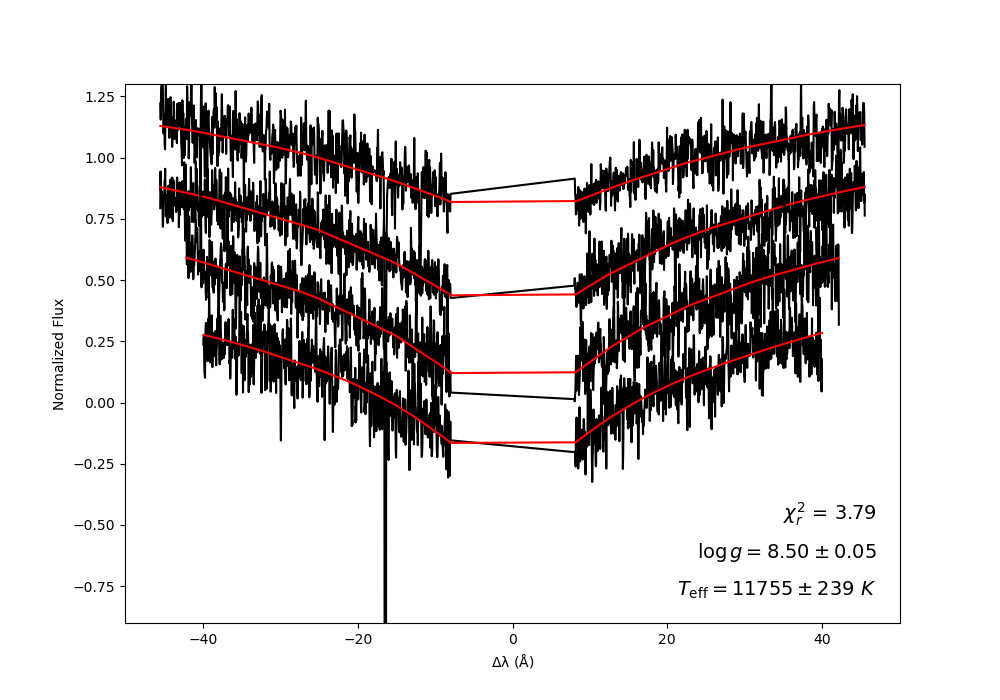 1.25
1.00
0.75
0.50
0.25
0.00
−0.25
−0.50
−0.75
Normalized Flux
χ²ᵣ = 3.79
log g = 8.50 ± 0.05
T_eff = 11755 ± 239 K
−40 −20 0 20 40
Δλ (Å)